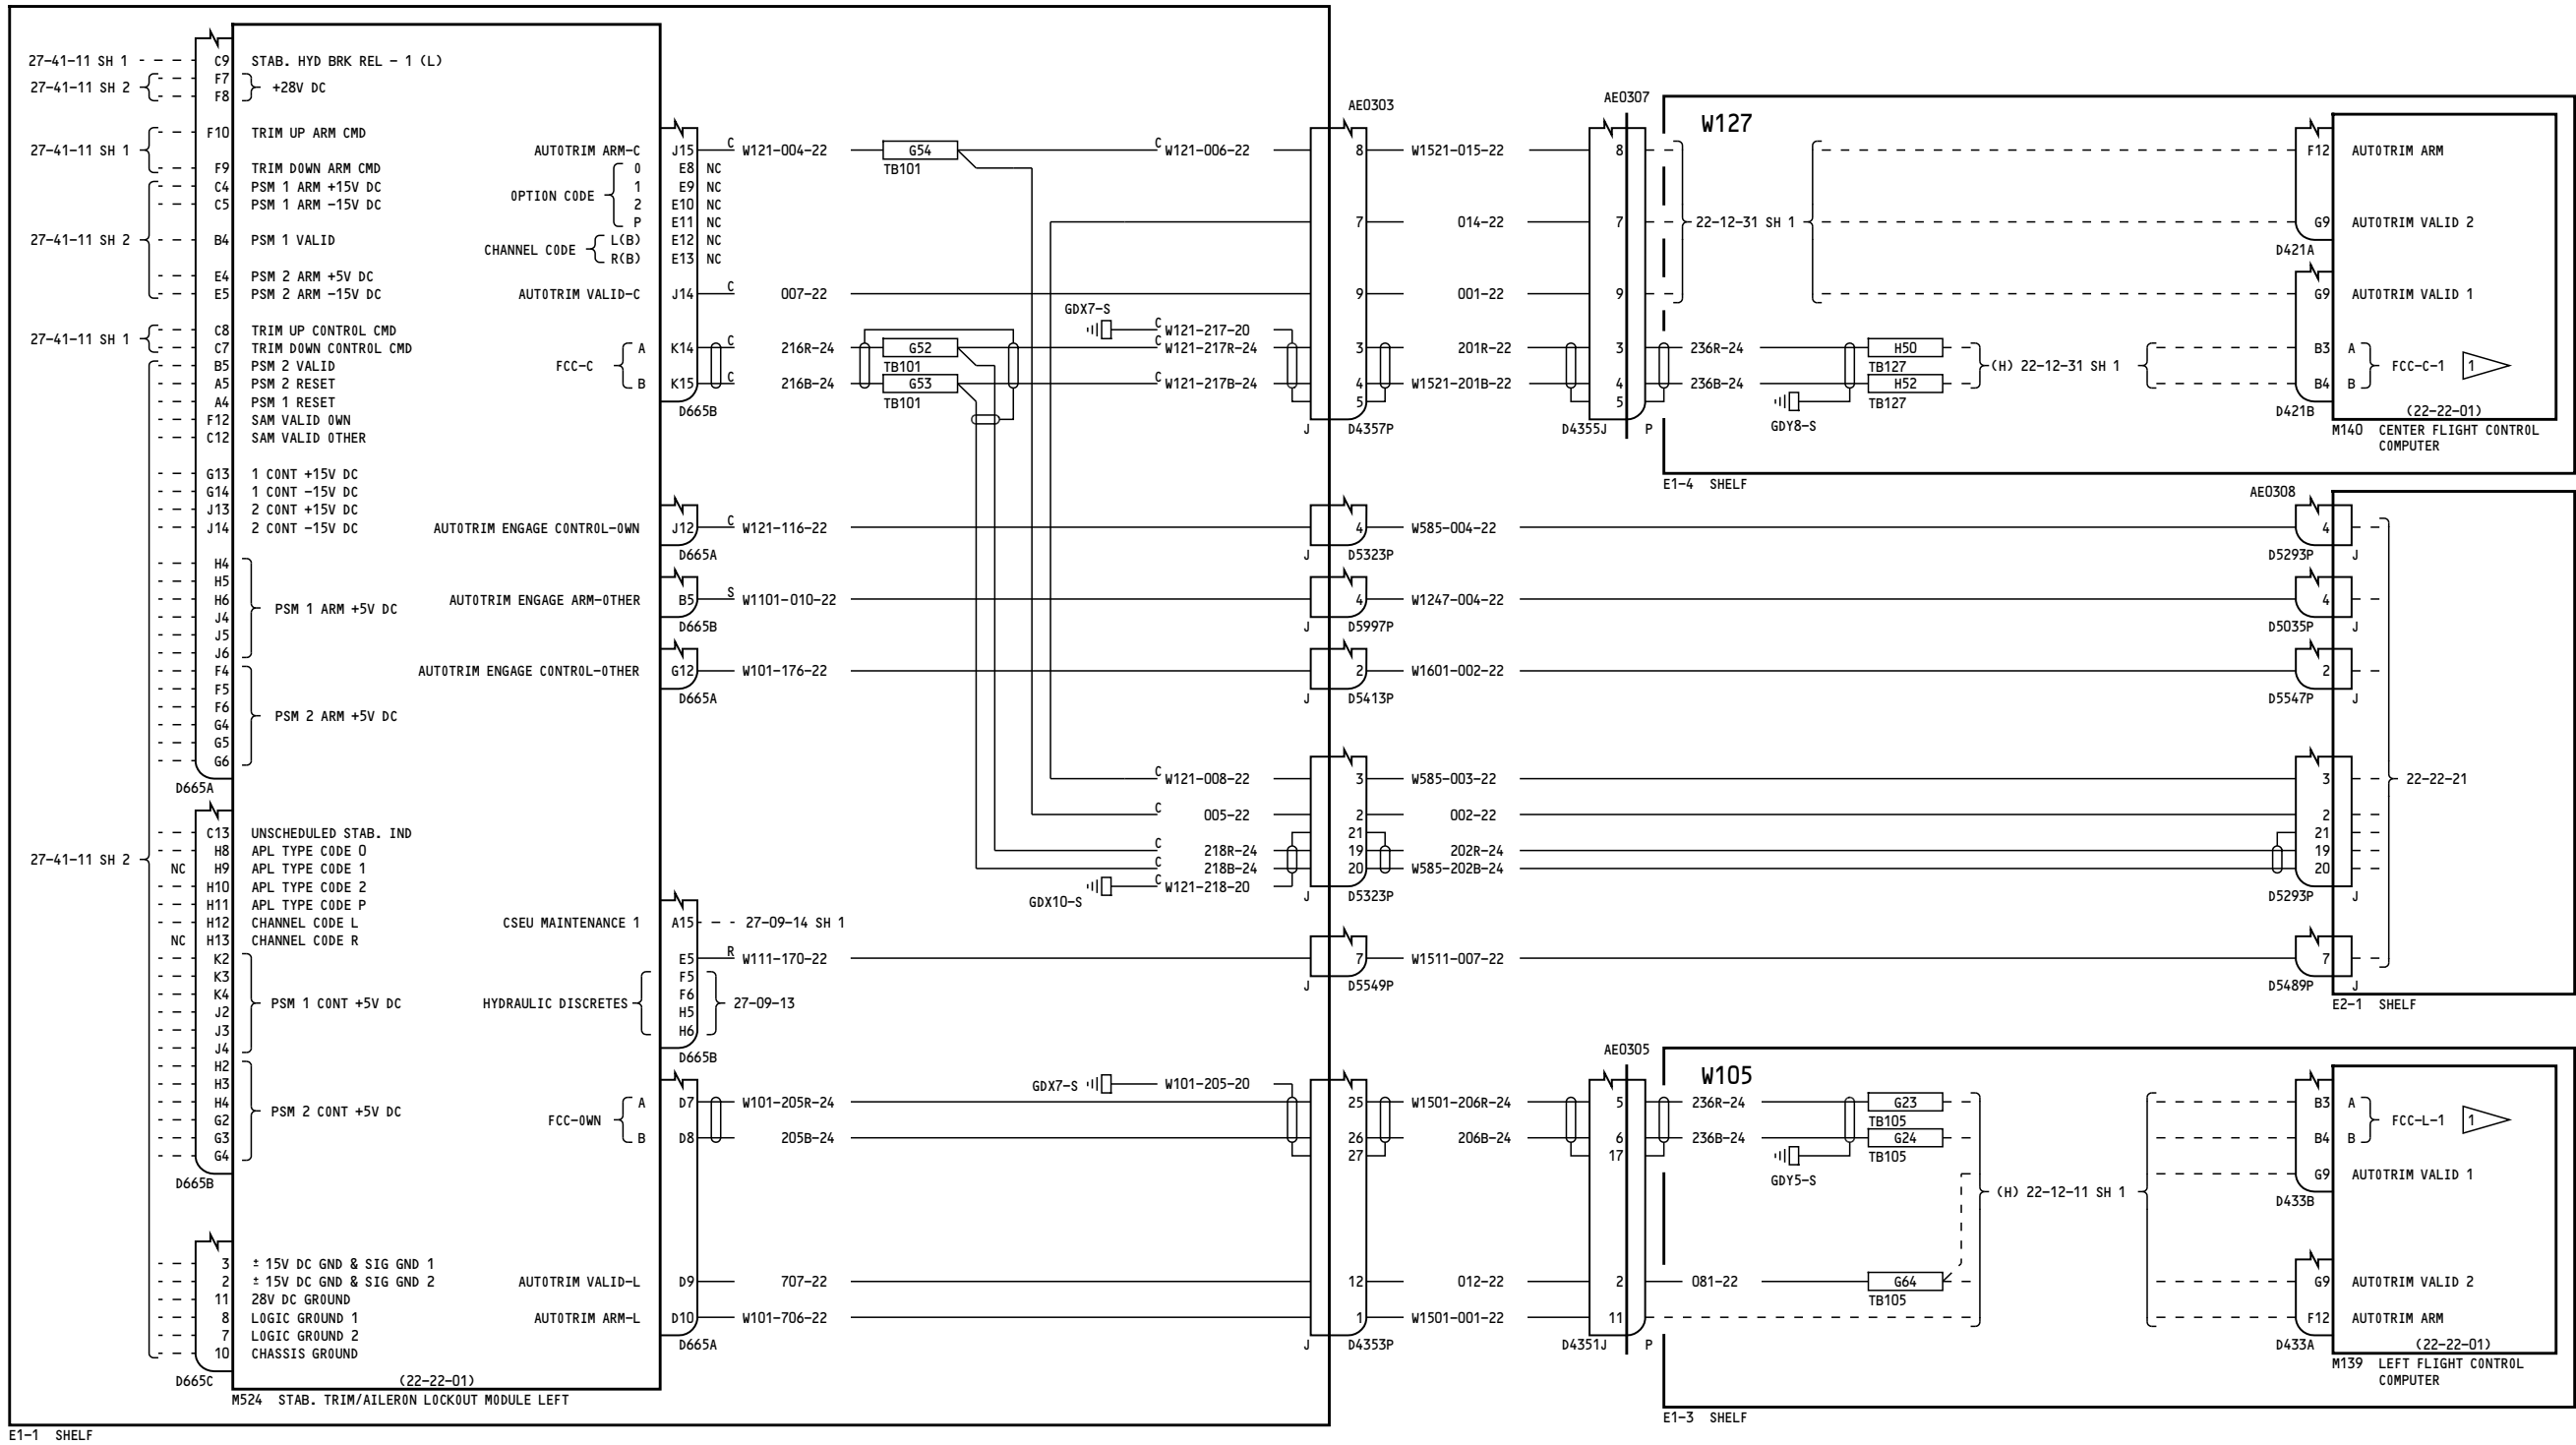 27-41-11 SH 1
27-41-11 SH 2
27-41-11 SH 1
27-41-11 SH 2
27-41-11 SH 1
27-41-11 SH 2
C9 STAB. HYD BRK REL - 1 (L)
F7
F8
+28V DC
F10 TRIM UP ARM CMD
F9 TRIM DOWN ARM CMD
C4 PSM 1 ARM +15V DC
C5 PSM 1 ARM -15V DC
B4 PSM 1 VALID
E4 PSM 2 ARM +5V DC
E5 PSM 2 ARM -15V DC
C8 TRIM UP CONTROL CMD
C7 TRIM DOWN CONTROL CMD
B5 PSM 2 VALID
A5 PSM 2 RESET
A4 PSM 1 RESET
F12 SAM VALID OWN
C12 SAM VALID OTHER
G13 1 CONT +15V DC
G14 1 CONT -15V DC
J13 2 CONT +15V DC
J14 2 CONT -15V DC
H4
H5
H6
J4
J5
J6
PSM 1 ARM +5V DC
F4
F5
F6
G4
G5
G6
PSM 2 ARM +5V DC
D665A
C13 UNSCHEDULED STAB. IND
H8 APL TYPE CODE 0
NC H9 APL TYPE CODE 1
H10 APL TYPE CODE 2
H11 APL TYPE CODE P
H12 CHANNEL CODE L
NC H13 CHANNEL CODE R
K2
K3
K4
J2
J3
J4
PSM 1 CONT +5V DC
H2
H3
H4
G2
G3
G4
PSM 2 CONT +5V DC
D665B
3 ± 15V DC GND & SIG GND 1
2 ± 15V DC GND & SIG GND 2
11 28V DC GROUND
8 LOGIC GROUND 1
7 LOGIC GROUND 2
10 CHASSIS GROUND
D665C
(22-22-01)
M524 STAB. TRIM/AILERON LOCKOUT MODULE LEFT
E1-1 SHELF
AUTOTRIM ARM-C J15 C W121-004-22 G54 C W121-006-22 8 W1521-015-22 8
TB101
OPTION CODE
0 E8 NC
1 E9 NC
2 E10 NC
P E11 NC
CHANNEL CODE
L(B) E12 NC
R(B) E13 NC
7 014-22 7
AUTOTRIM VALID-C J14 C 007-22 9 001-22 9
GDX7-S C W121-217-20
FCC-C
A K14 C 216R-24 G52 C W121-217R-24 3 201R-22 3 236R-24 H50
TB101
TB127
B K15 C 216B-24 G53 C W121-217B-24 4 W1521-201B-22 4 236B-24 H52
TB101
TB127
5 5
D665B
AE0303
J D4357P
AE0307
D4355J P
GDY8-S
W127
22-12-31 SH 1
(H) 22-12-31 SH 1
F12 AUTOTRIM ARM
G9 AUTOTRIM VALID 2
D421A
G9 AUTOTRIM VALID 1
B3 A
B4 B
FCC-C-1 1
D421B
(22-22-01)
M140 CENTER FLIGHT CONTROL
COMPUTER
E1-4 SHELF
AUTOTRIM ENGAGE CONTROL-OWN J12 C W121-116-22 4 W585-004-22 4
D665A J D5323P D5293P J
AE0308
AUTOTRIM ENGAGE ARM-OTHER B5 S W1101-010-22 4 W1247-004-22 4
D665B J D5997P D5035P J
AUTOTRIM ENGAGE CONTROL-OTHER G12 W101-176-22 2 W1601-002-22 2
D665A J D5413P D5547P J
C W121-008-22 3 W585-003-22 3
C 005-22 2 002-22 2
21 21
C 218R-24 19 202R-24 19
C 218B-24 20 W585-202B-24 20
GDX10-S C W121-218-20
J D5323P D5293P J
22-22-21
CSEU MAINTENANCE 1 A15 27-09-14 SH 1
E5 R W111-170-22 7 W1511-007-22 7
J D5549P D5489P J
E2-1 SHELF
HYDRAULIC DISCRETES
F5
F6
H5
H6
27-09-13
D665B
GDX7-S W101-205-20
FCC-OWN
A D7 W101-205R-24 25 W1501-206R-24 5 236R-24 G23
TB105
B D8 205B-24 26 206B-24 6 236B-24 G24
TB105
27 17
GDY5-S
AE0305
W105
AUTOTRIM VALID-L D9 707-22 12 012-22 2 081-22 G64
TB105
AUTOTRIM ARM-L D10 W101-706-22 1 W1501-001-22 11
D665A J D4353P D4351J P
(H) 22-12-11 SH 1
B3 A
B4 B
FCC-L-1 1
G9 AUTOTRIM VALID 1
D433B
G9 AUTOTRIM VALID 2
F12 AUTOTRIM ARM
D433A
(22-22-01)
M139 LEFT FLIGHT CONTROL
COMPUTER
E1-3 SHELF